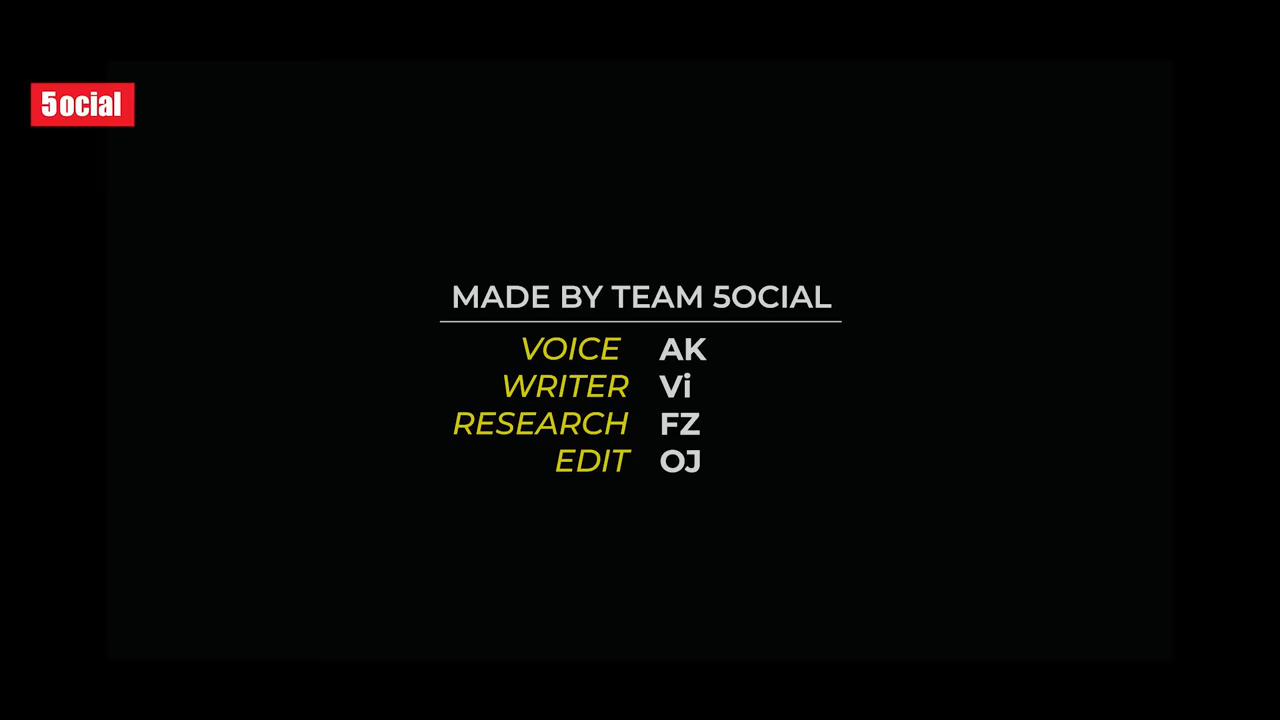 5ocial
MADE BY TEAM 5OCIAL
VOICE AK
WRITER Vi
RESEARCH FZ
EDIT OJ